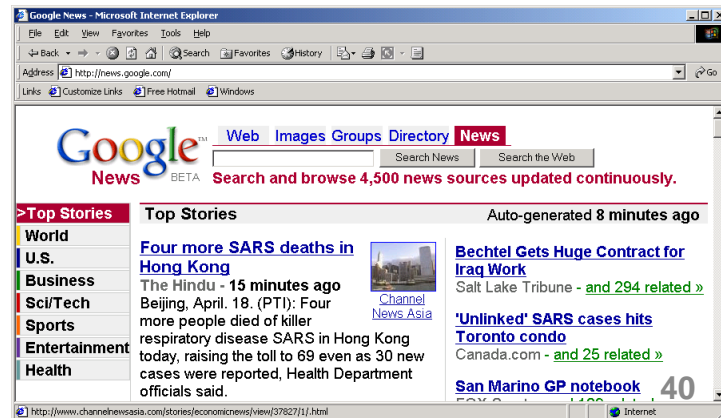 Google News - Microsoft Internet Explorer
File Edit View Favorites Tools Help
Back Search Favorites History
Address http://news.google.com/ Go
Links Customize Links Free Hotmail Windows
Google™ Web Images Groups Directory News
Search News Search the Web
News BETA Search and browse 4,500 news sources updated continuously.
>Top Stories
World
U.S.
Business
Sci/Tech
Sports
Entertainment
Health
Top Stories Auto-generated 8 minutes ago
Four more SARS deaths in
Hong Kong
The Hindu - 15 minutes ago
Beijing, April. 18. (PTI): Four
more people died of killer
respiratory disease SARS in Hong Kong
today, raising the toll to 69 even as 30 new
cases were reported, Health Department
officials said.
Channel
News Asia
Bechtel Gets Huge Contract for
Iraq Work
Salt Lake Tribune - and 294 related »
'Unlinked' SARS cases hits
Toronto condo
Canada.com - and 25 related »
San Marino GP notebook
40
http://www.channelnewsasia.com/stories/economicnews/view/37827/1/.html Internet